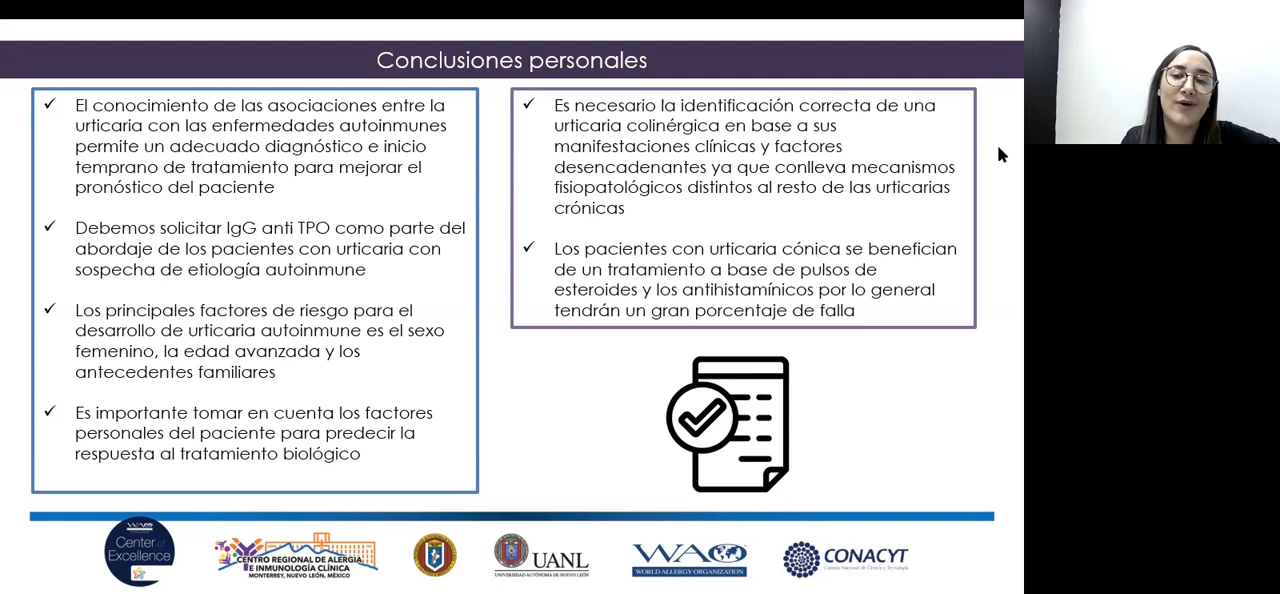 Conclusiones personales
El conocimiento de las asociaciones entre la
urticaria con las enfermedades autoinmunes
permite un adecuado diagnóstico e inicio
temprano de tratamiento para mejorar el
pronóstico del paciente
Debemos solicitar IgG anti TPO como parte del
abordaje de los pacientes con urticaria con
sospecha de etiología autoinmune
Los principales factores de riesgo para el
desarrollo de urticaria autoinmune es el sexo
femenino, la edad avanzada y los
antecedentes familiares
Es importante tomar en cuenta los factores
personales del paciente para predecir la
respuesta al tratamiento biológico
Es necesario la identificación correcta de una
urticaria colinérgica en base a sus
manifestaciones clínicas y factores
desencadenantes ya que conlleva mecanismos
fisiopatológicos distintos al resto de las urticarias
crónicas
Los pacientes con urticaria cónica se benefician
de un tratamiento a base de pulsos de
esteroides y los antihistamínicos por lo general
tendrán un gran porcentaje de falla
WAO
Center of
Excellence
CENTRO REGIONAL DE ALERGIA
E INMUNOLOGÍA CLÍNICA
MONTERREY, NUEVO LEÓN, MÉXICO
UANL
UNIVERSIDAD AUTÓNOMA DE NUEVO LEÓN
WAO
WORLD ALLERGY ORGANIZATION
CONACYT
Consejo Nacional de Ciencia y Tecnología